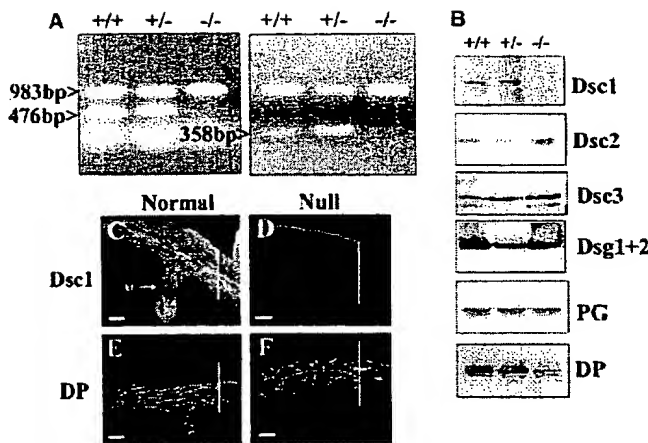 A
+/+ +/- -/-
+/+ +/- -/-
983bp>
476bp>
358bp>
Normal
Null
Dsc1
C
D
DP
E
F
B
+/+ +/- -/-
Dsc1
Dsc2
Dsc3
Dsg1+2
PG
DP